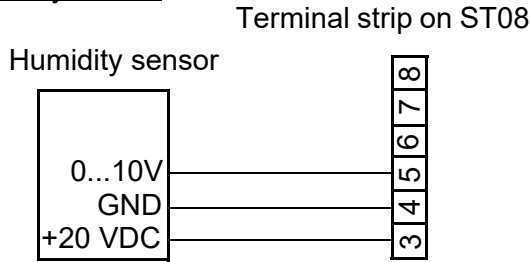 Terminal strip on ST08
Humidity sensor
8
7
6
0...10V
5
GND
4
+20 VDC
3